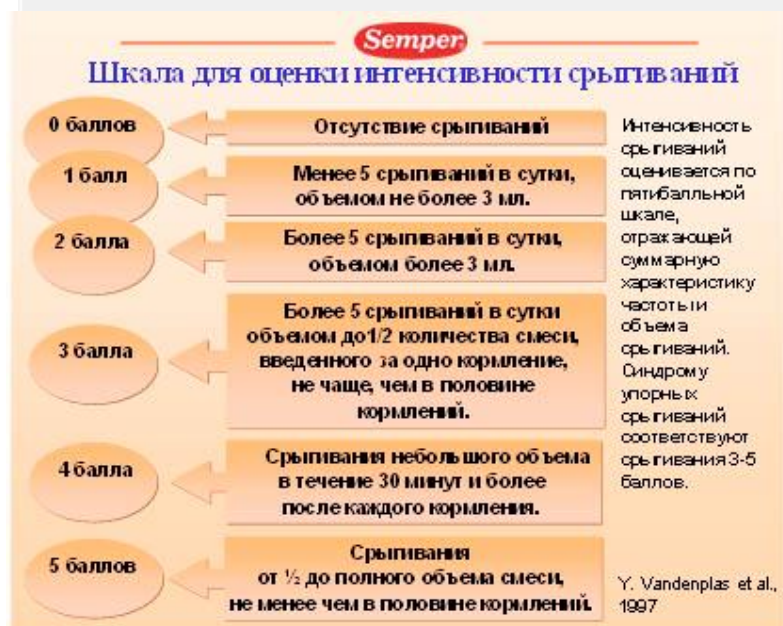 Semper
Шкала для оценки интенсивности срыгиваний
0 баллов
Отсутствие срыгиваний
1 балл
Менее 5 срыгиваний в сутки,
объемом не более 3 мл.
2 балла
Более 5 срыгиваний в сутки,
объемом более 3 мл.
3 балла
Более 5 срыгиваний в сутки
объемом до1/2 количества смеси,
введенного за одно кормление,
не чаще, чем в половине
кормлений.
4 балла
Срыгивания небольшого объема
в течение 30 минут и более
после каждого кормления.
5 баллов
Срыгивания
от ½ до полного объема смеси,
не менее чем в половине кормлений.
Интенсивность
срыгиваний
оценивается по
пятибалльной
шкале,
отражающей
суммарную
характеристику
частоты и
объема
срыгиваний.
Синдрому
упорных
срыгиваний
соответствуют
срыгивания 3-5
баллов.
Y. Vandenplas et al.,
1997